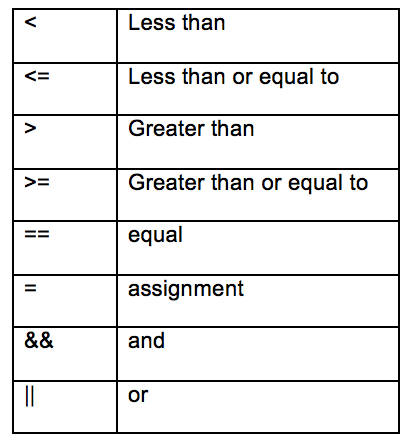 < Less than
<= Less than or equal to
> Greater than
>= Greater than or equal to
== equal
= assignment
&& and
|| or